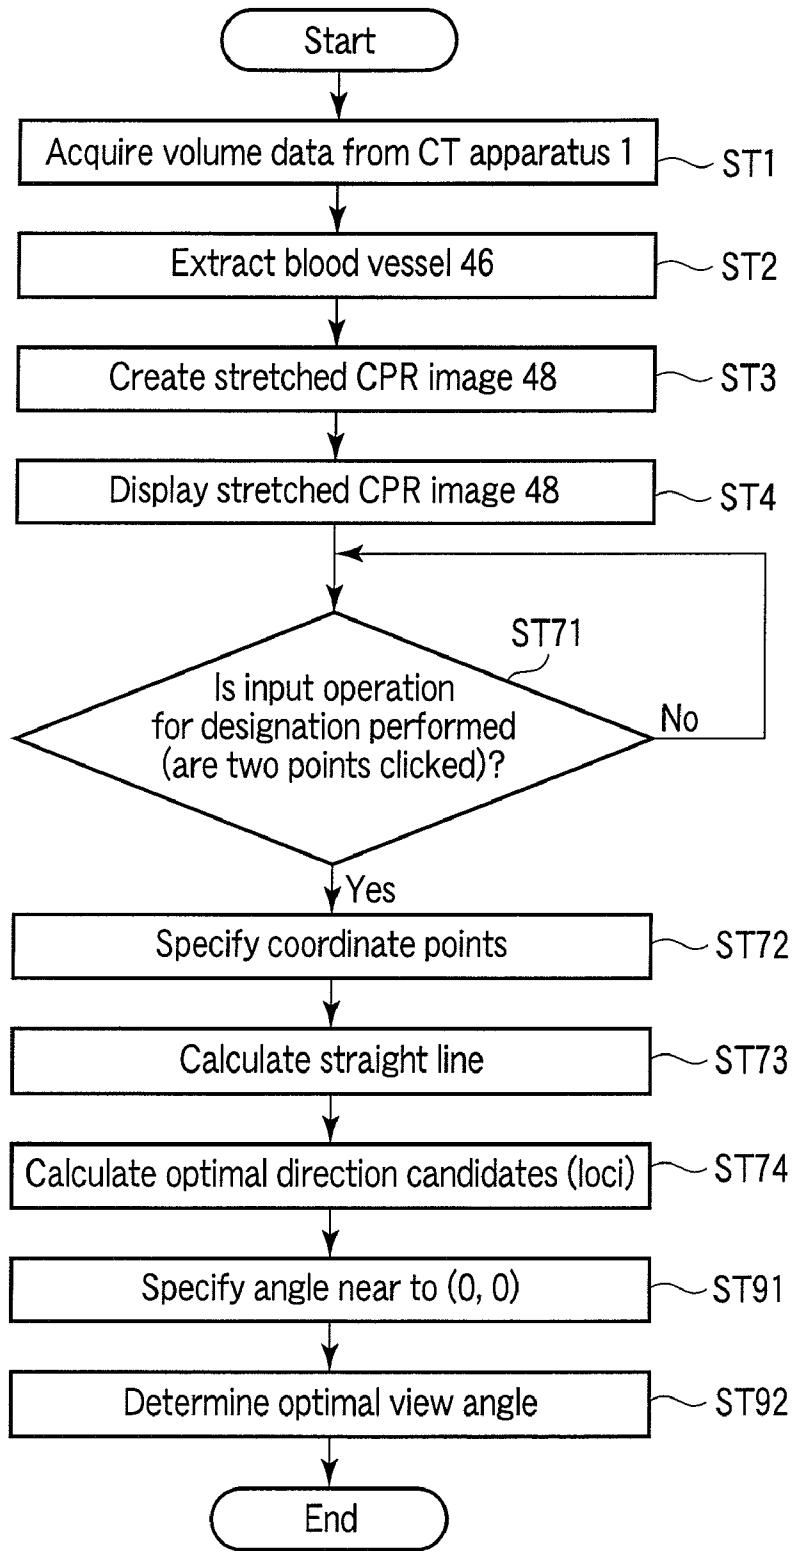 Start
Acquire volume data from CT apparatus 1
ST1
Extract blood vessel 46
ST2
Create stretched CPR image 48
ST3
Display stretched CPR image 48
ST4
ST71
Is input operation
for designation performed
(are two points clicked)?
No
Yes
Specify coordinate points
ST72
Calculate straight line
ST73
Calculate optimal direction candidates (loci)
ST74
Specify angle near to (0, 0)
ST91
Determine optimal view angle
ST92
End